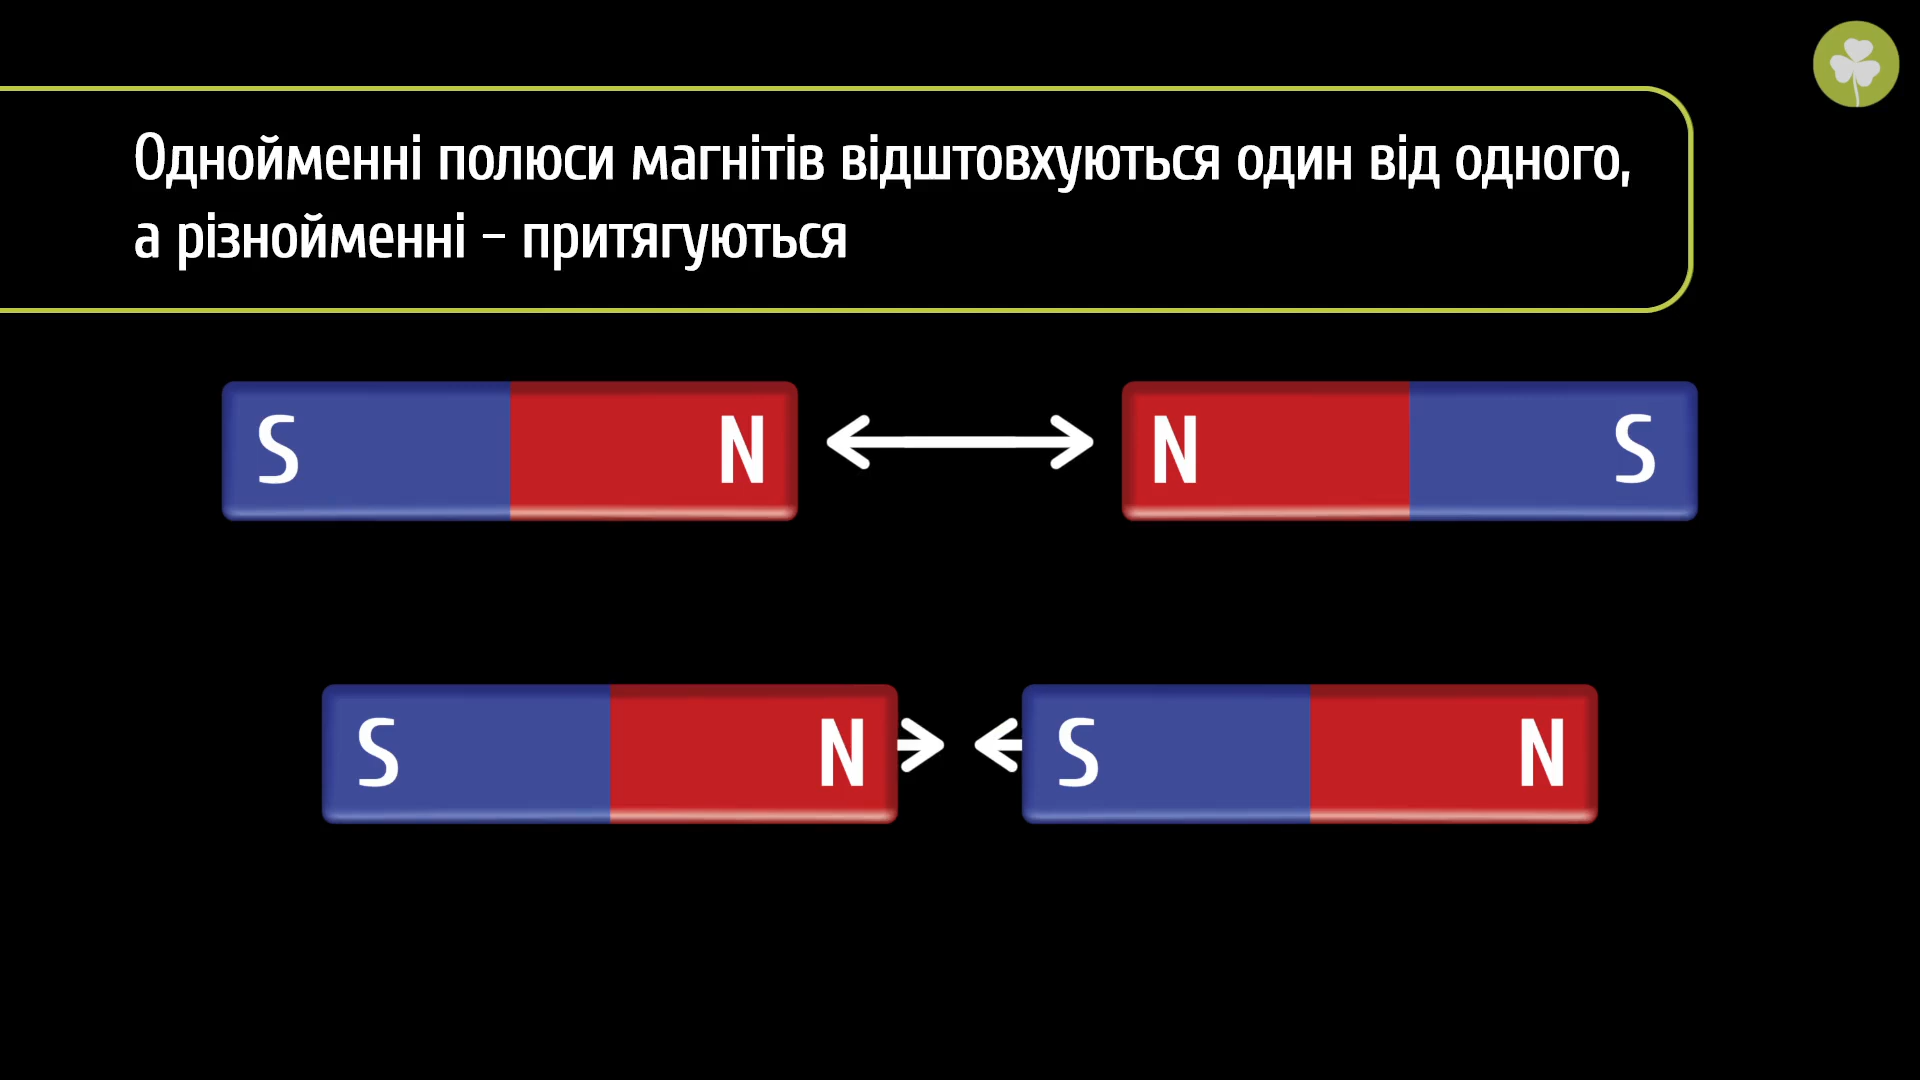 Однойменні полюси магнітів відштовхуються один від одного,
а різнойменні – притягуються
S N N S
S N S N